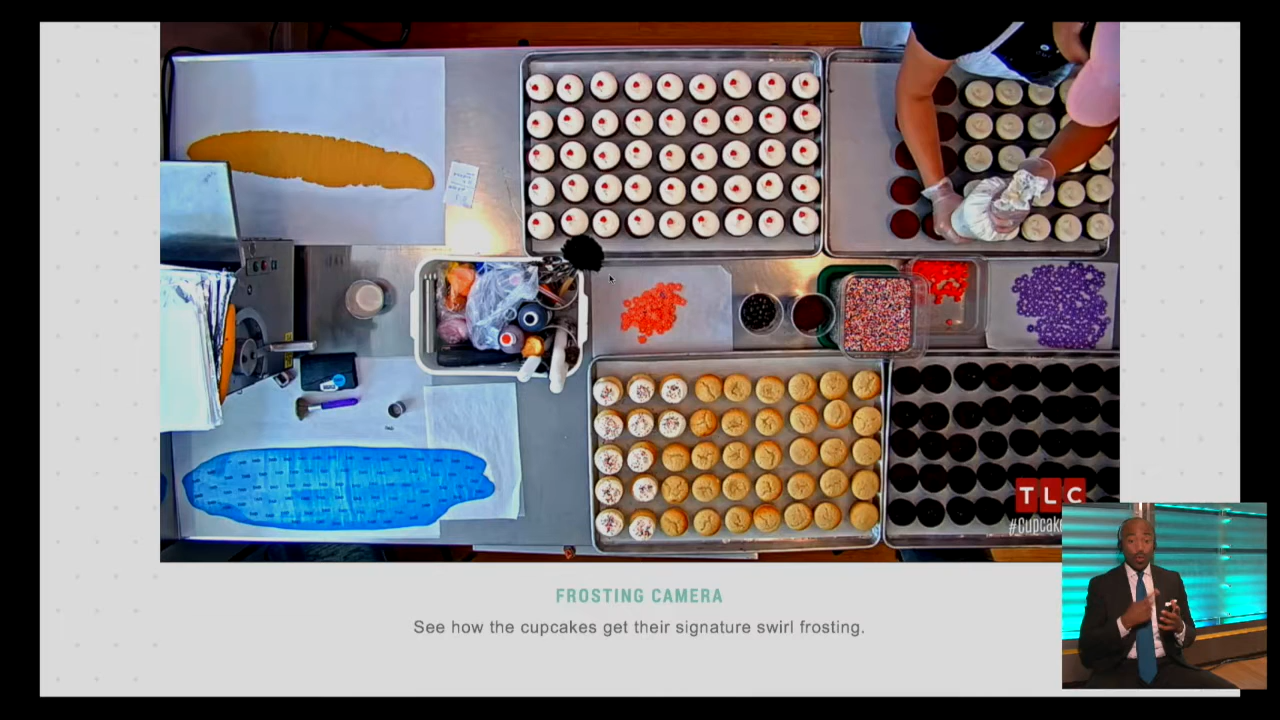 TLC
#Cupcak
FROSTING CAMERA
See how the cupcakes get their signature swirl frosting.